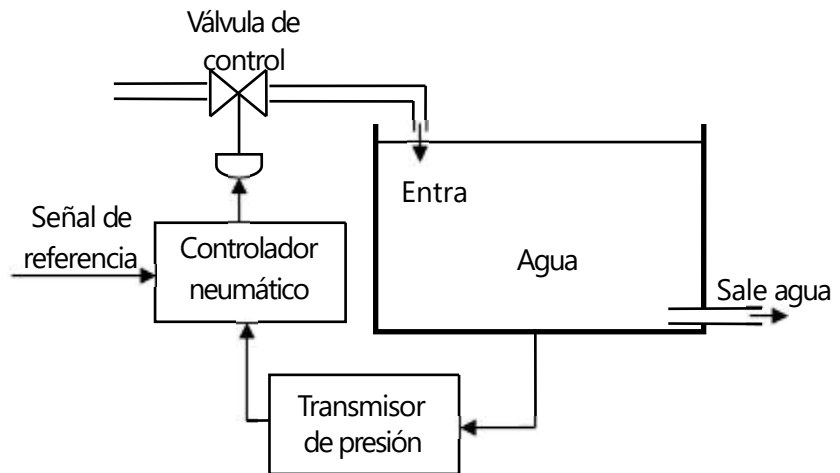 Válvula de
control
Entra
Señal de
referencia
Controlador
neumático
Agua
Sale agua
Transmisor
de presión